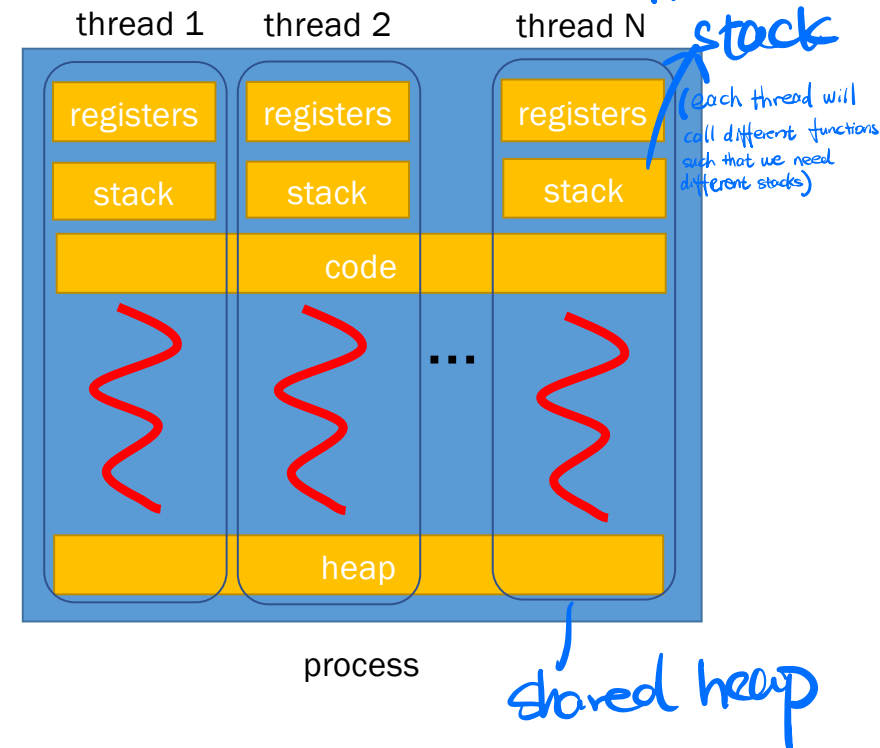 thread 1
thread 2
thread N
stack
registers
registers
registers
(each thread will
call different functions
such that we need
different stacks)
stack
stack
stack
code
...
heap
process
shared heap